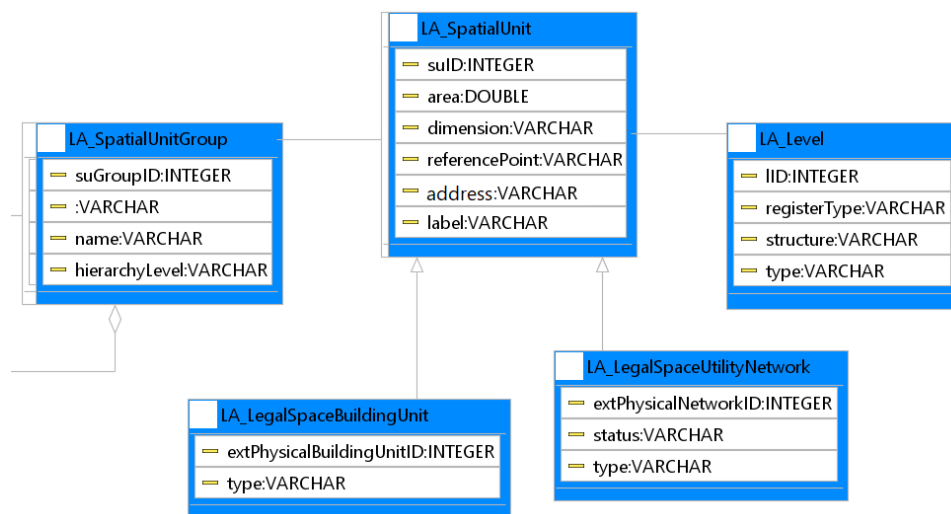 LA_SpatialUnit
suID:INTEGER
area:DOUBLE
dimension:VARCHAR
referencePoint:VARCHAR
address:VARCHAR
label:VARCHAR
LA_SpatialUnitGroup
suGroupID:INTEGER
:VARCHAR
name:VARCHAR
hierarchyLevel:VARCHAR
LA_Level
lID:INTEGER
registerType:VARCHAR
structure:VARCHAR
type:VARCHAR
LA_LegalSpaceBuildingUnit
extPhysicalBuildingUnitID:INTEGER
type:VARCHAR
LA_LegalSpaceUtilityNetwork
extPhysicalNetworkID:INTEGER
status:VARCHAR
type:VARCHAR